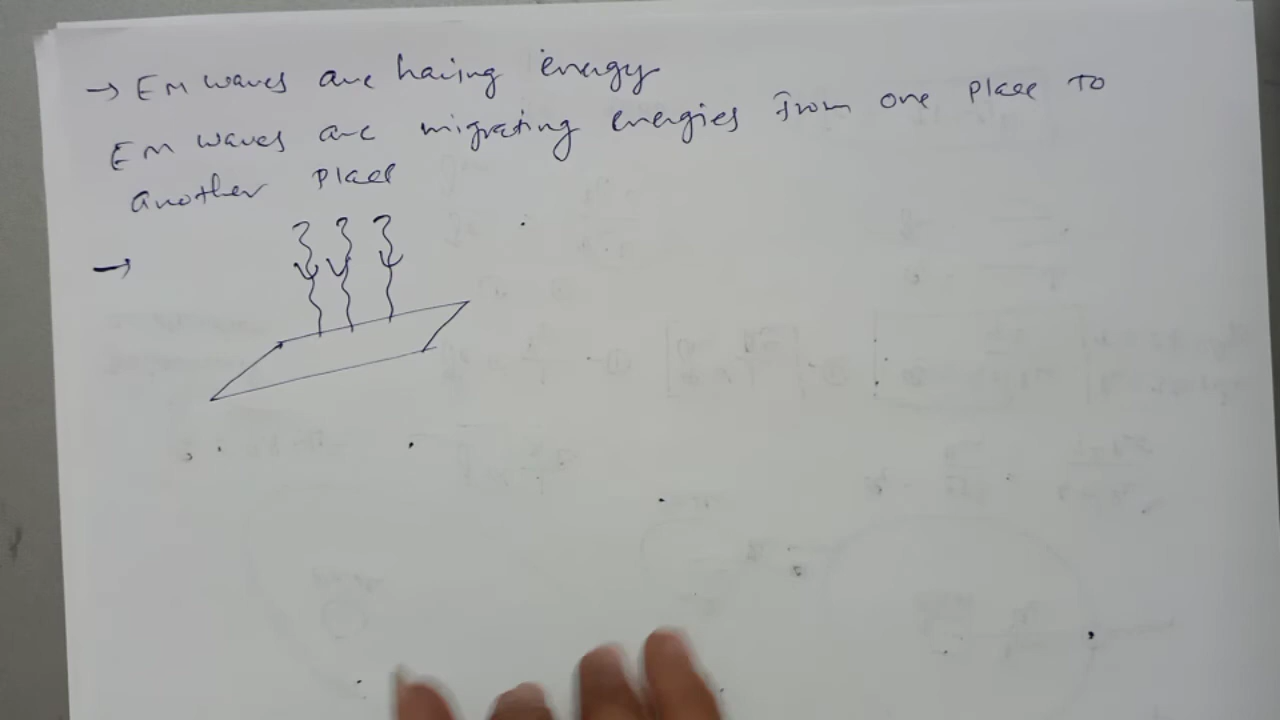 → EM waves are having energy
EM waves are migrating energies from one place to
another place
→